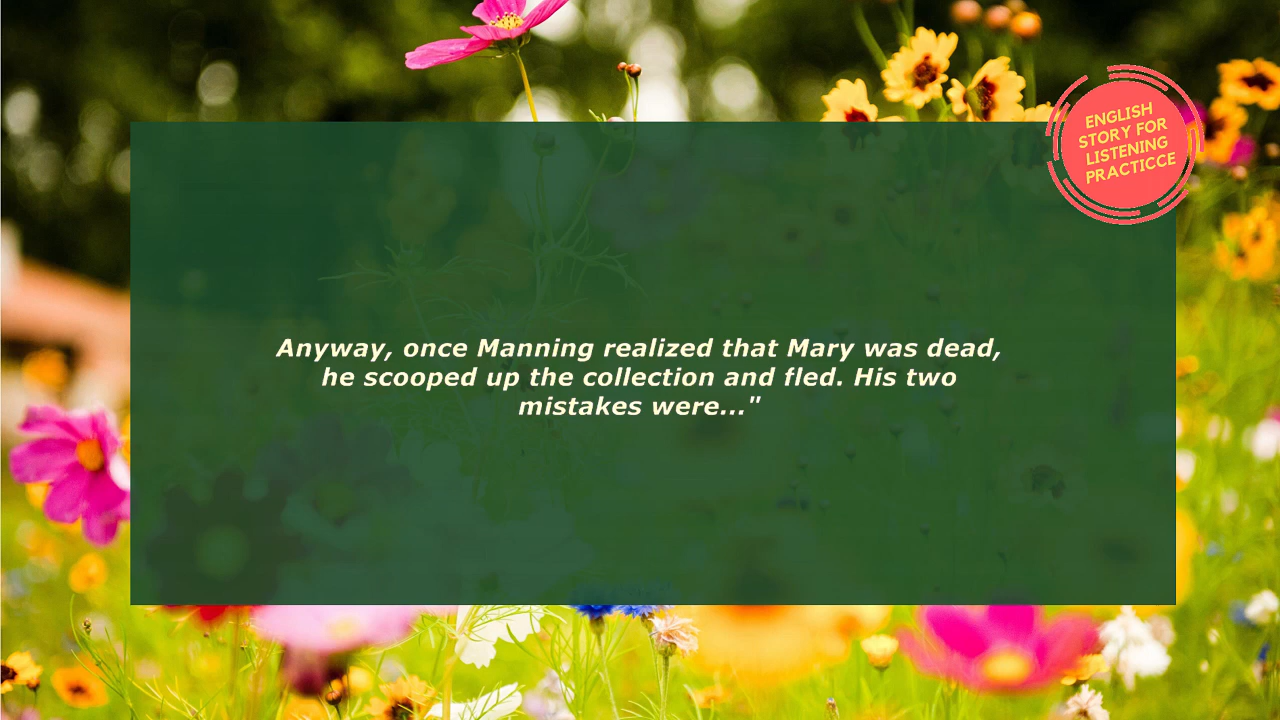 ENGLISH
STORY FOR
LISTENING
PRACTICCE
Anyway, once Manning realized that Mary was dead,
he scooped up the collection and fled. His two
mistakes were..."